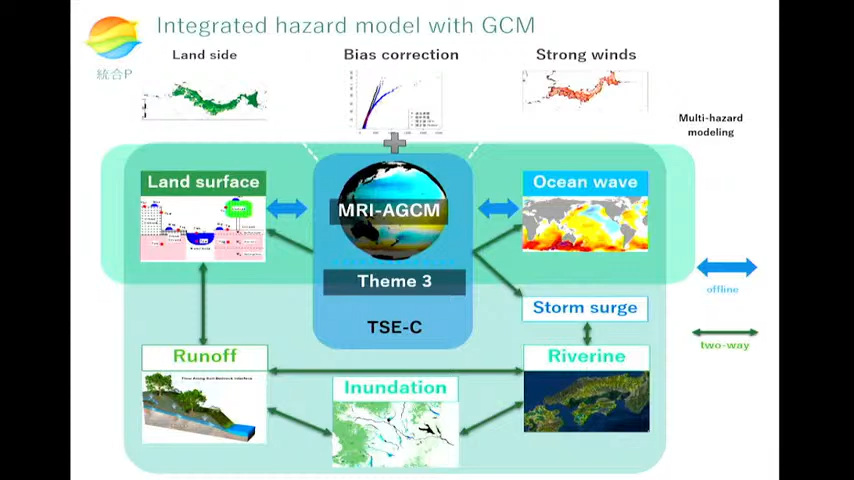 Integrated hazard model with GCM
統合P
Land side
Bias correction
Strong winds
Multi-hazard
modeling
Land surface
MRI-AGCM
Ocean wave
Theme 3
TSE-C
offline
Storm surge
two-way
Runoff
Riverine
Inundation